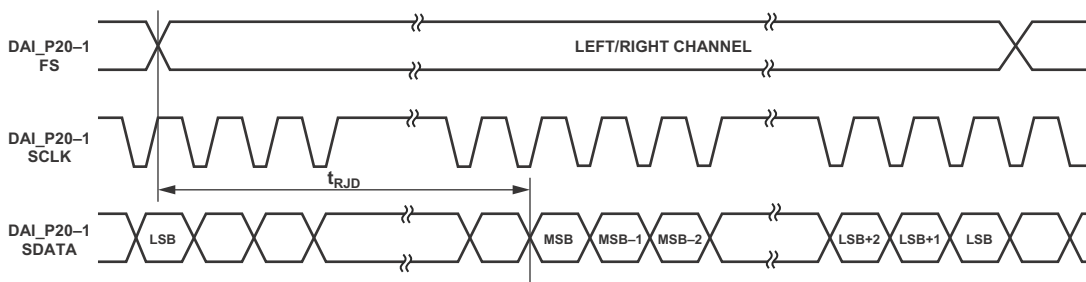 DAI_P20–1
FS
LEFT/RIGHT CHANNEL
DAI_P20–1
SCLK
tRJD
DAI_P20–1
SDATA
LSB
MSB
MSB–1
MSB–2
LSB+2
LSB+1
LSB